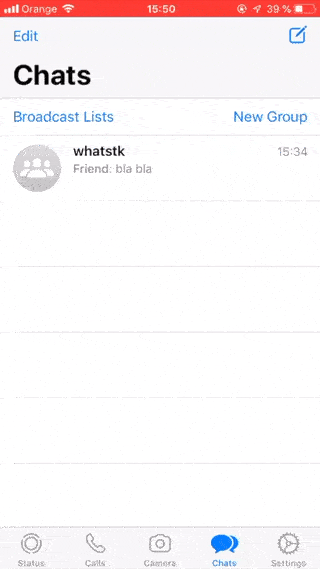 Orange 15:50 39 %
Edit
Chats
Broadcast Lists New Group
whatstk 15:34
Friend: bla bla
Status Calls Camera Chats Settings